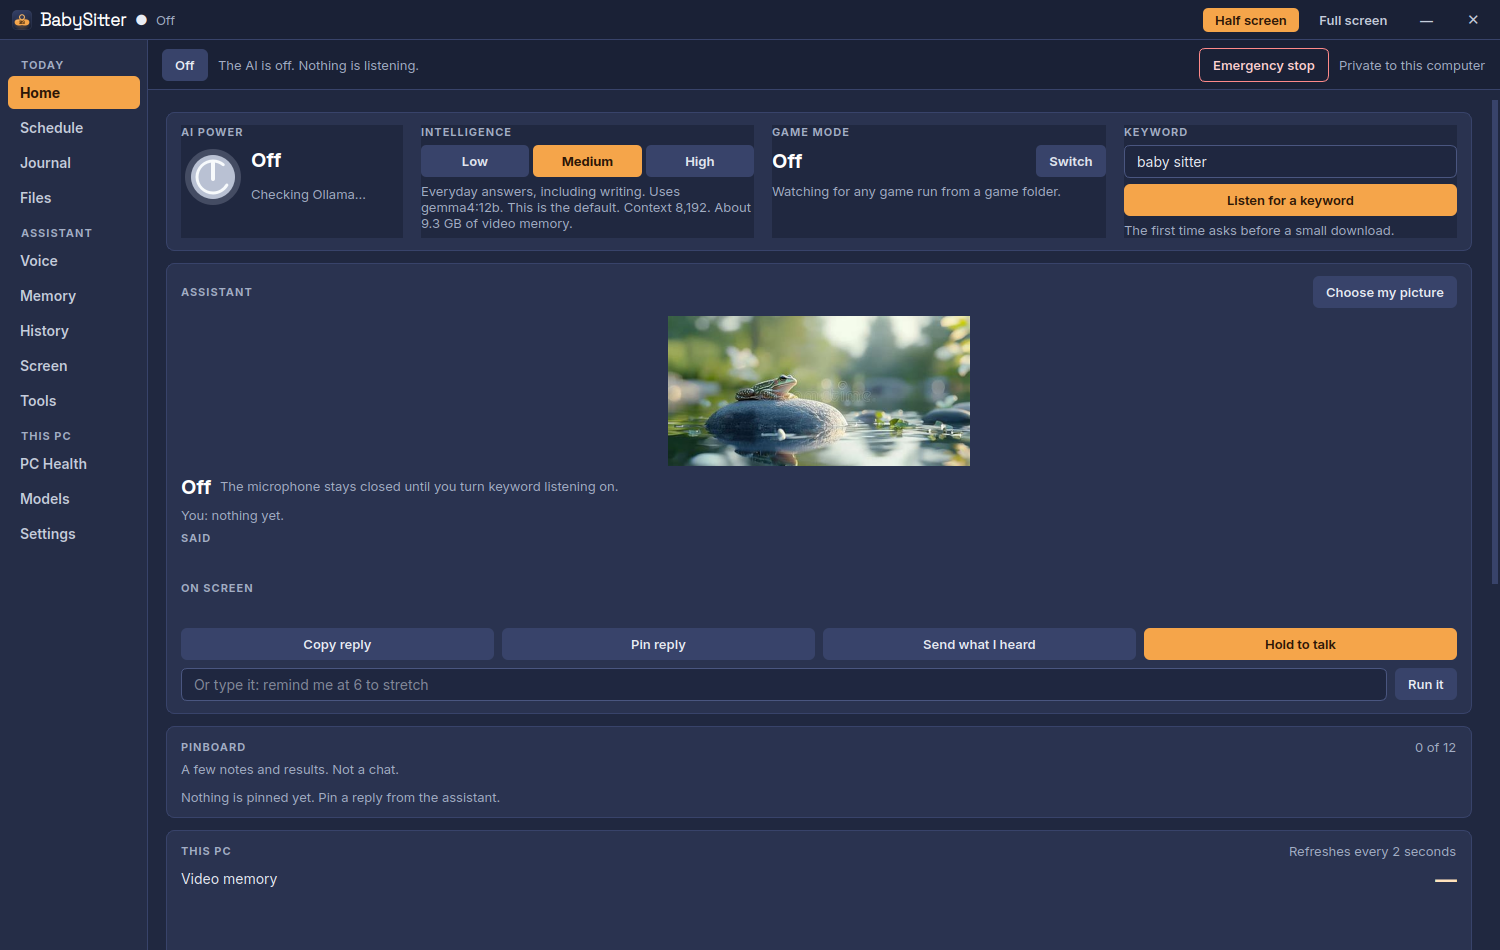 BabySitter
Off
Half screen
Full screen
TODAY
Home
Schedule
Journal
Files
ASSISTANT
Voice
Memory
History
Screen
Tools
THIS PC
PC Health
Models
Settings
Off
The AI is off. Nothing is listening.
Emergency stop
Private to this computer
AI POWER
Off
Checking Ollama...
INTELLIGENCE
Low
Medium
High
Everyday answers, including writing. Uses
gemma4:12b. This is the default. Context 8,192. About
9.3 GB of video memory.
GAME MODE
Off
Switch
Watching for any game run from a game folder.
KEYWORD
baby sitter
Listen for a keyword
The first time asks before a small download.
ASSISTANT
Choose my picture
Off
The microphone stays closed until you turn keyword listening on.
You: nothing yet.
SAID
ON SCREEN
Copy reply
Pin reply
Send what I heard
Hold to talk
Or type it: remind me at 6 to stretch
Run it
PINBOARD
0 of 12
A few notes and results. Not a chat.
Nothing is pinned yet. Pin a reply from the assistant.
THIS PC
Refreshes every 2 seconds
Video memory
—